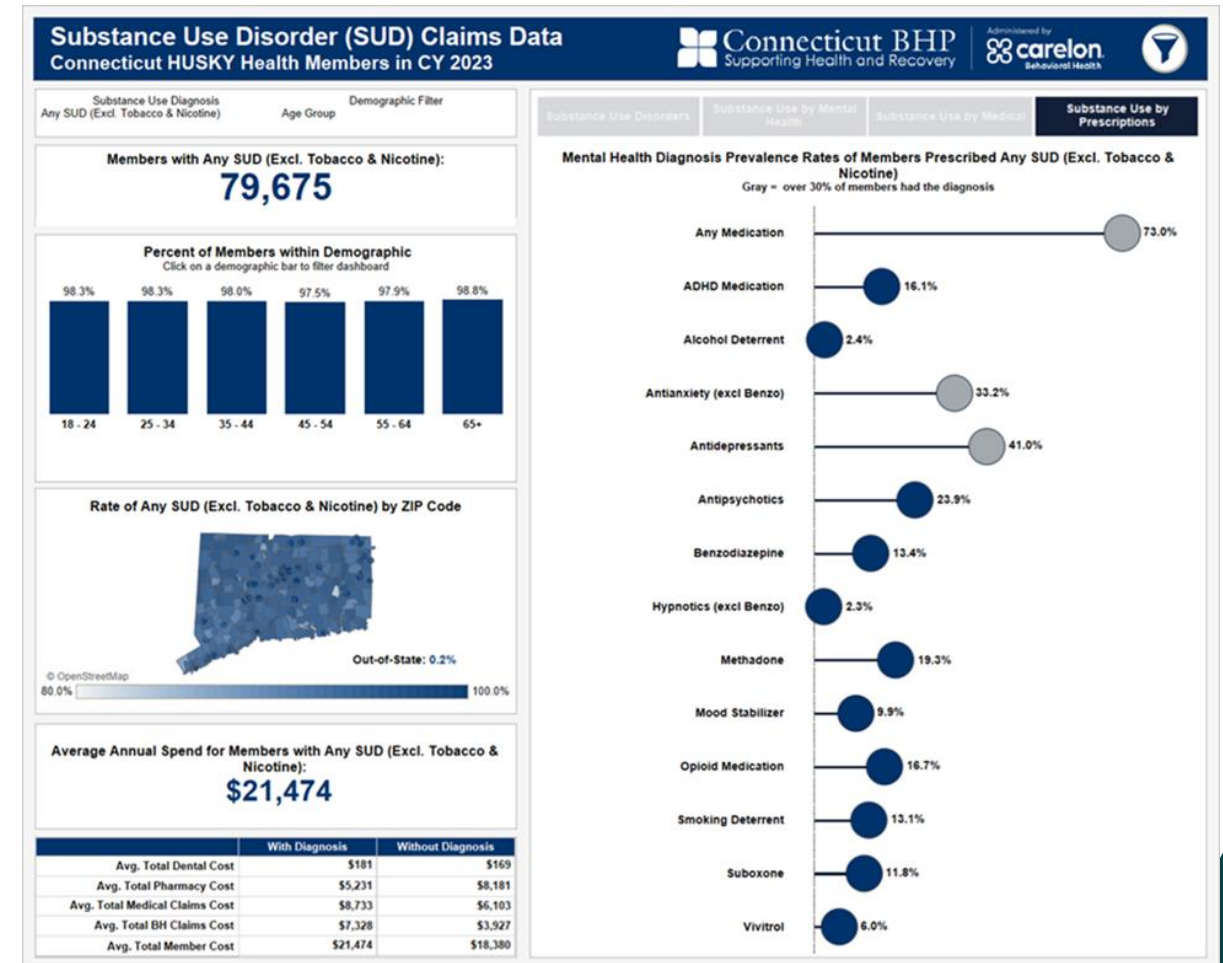 Substance Use Disorder (SUD) Claims Data
Connecticut HUSKY Health Members in CY 2023
Connecticut BHP
Supporting Health and Recovery
Administered by
carelon
Behavioral Health
Substance Use Diagnosis
Any SUD (Excl. Tobacco & Nicotine)
Demographic Filter
Age Group
Members with Any SUD (Excl. Tobacco & Nicotine):
79,675
Percent of Members within Demographic
Click on a demographic bar to filter dashboard
98.3% 98.3% 98.0% 97.5% 97.9% 98.8%
18 - 24 25 - 34 35 - 44 45 - 54 55 - 64 65+
Rate of Any SUD (Excl. Tobacco & Nicotine) by ZIP Code
Out-of-State: 0.2%
© OpenStreetMap
80.0% 100.0%
Average Annual Spend for Members with Any SUD (Excl. Tobacco &
Nicotine):
$21,474
With Diagnosis Without Diagnosis
Avg. Total Dental Cost $181 $169
Avg. Total Pharmacy Cost $5,231 $8,181
Avg. Total Medical Claims Cost $8,733 $6,103
Avg. Total BH Claims Cost $7,328 $3,927
Avg. Total Member Cost $21,474 $18,380
Substance Use Disorders
Substance Use by Mental
Health
Substance Use by Medical
Substance Use by
Prescriptions
Mental Health Diagnosis Prevalence Rates of Members Prescribed Any SUD (Excl. Tobacco &
Nicotine)
Gray = over 30% of members had the diagnosis
Any Medication 73.0%
ADHD Medication 16.1%
Alcohol Deterrent 2.4%
Antianxiety (excl Benzo) 33.2%
Antidepressants 41.0%
Antipsychotics 23.9%
Benzodiazepine 13.4%
Hypnotics (excl Benzo) 2.3%
Methadone 19.3%
Mood Stabilizer 9.9%
Opioid Medication 16.7%
Smoking Deterrent 13.1%
Suboxone 11.8%
Vivitrol 6.0%